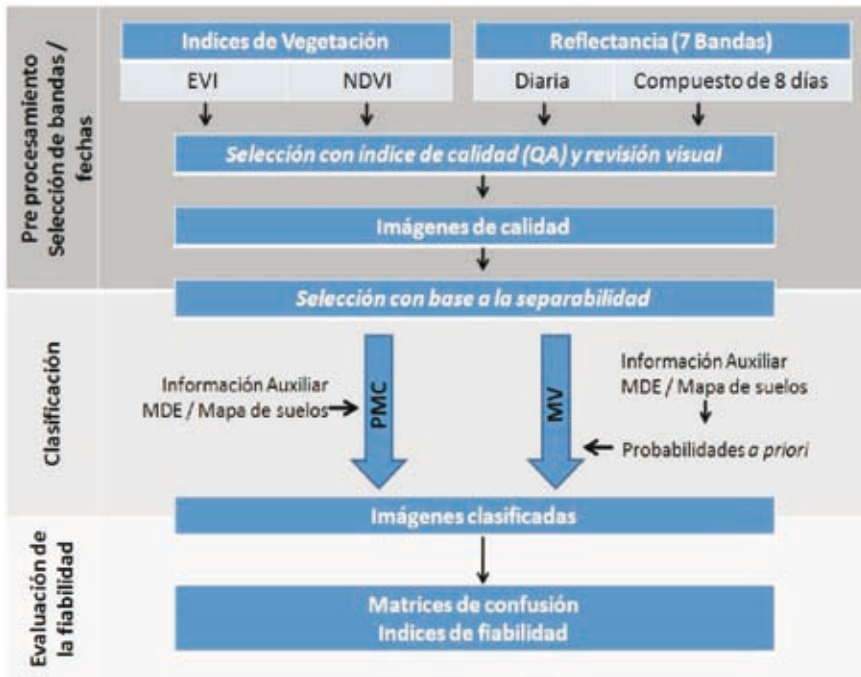 Pre procesamiento
Selección de bandas /
fechas
Indices de Vegetación
EVI
NDVI
Reflectancia (7 Bandas)
Diaria
Compuesto de 8 días
Selección con índice de calidad (QA) y revisión visual
Imágenes de calidad
Selección con base a la separabilidad
Clasificación
Información Auxiliar
MDE / Mapa de suelos
PMC
MV
Información Auxiliar
MDE / Mapa de suelos
Probabilidades a priori
Imágenes clasificadas
Evaluación de
la fiabilidad
Matrices de confusión
Indices de fiabilidad